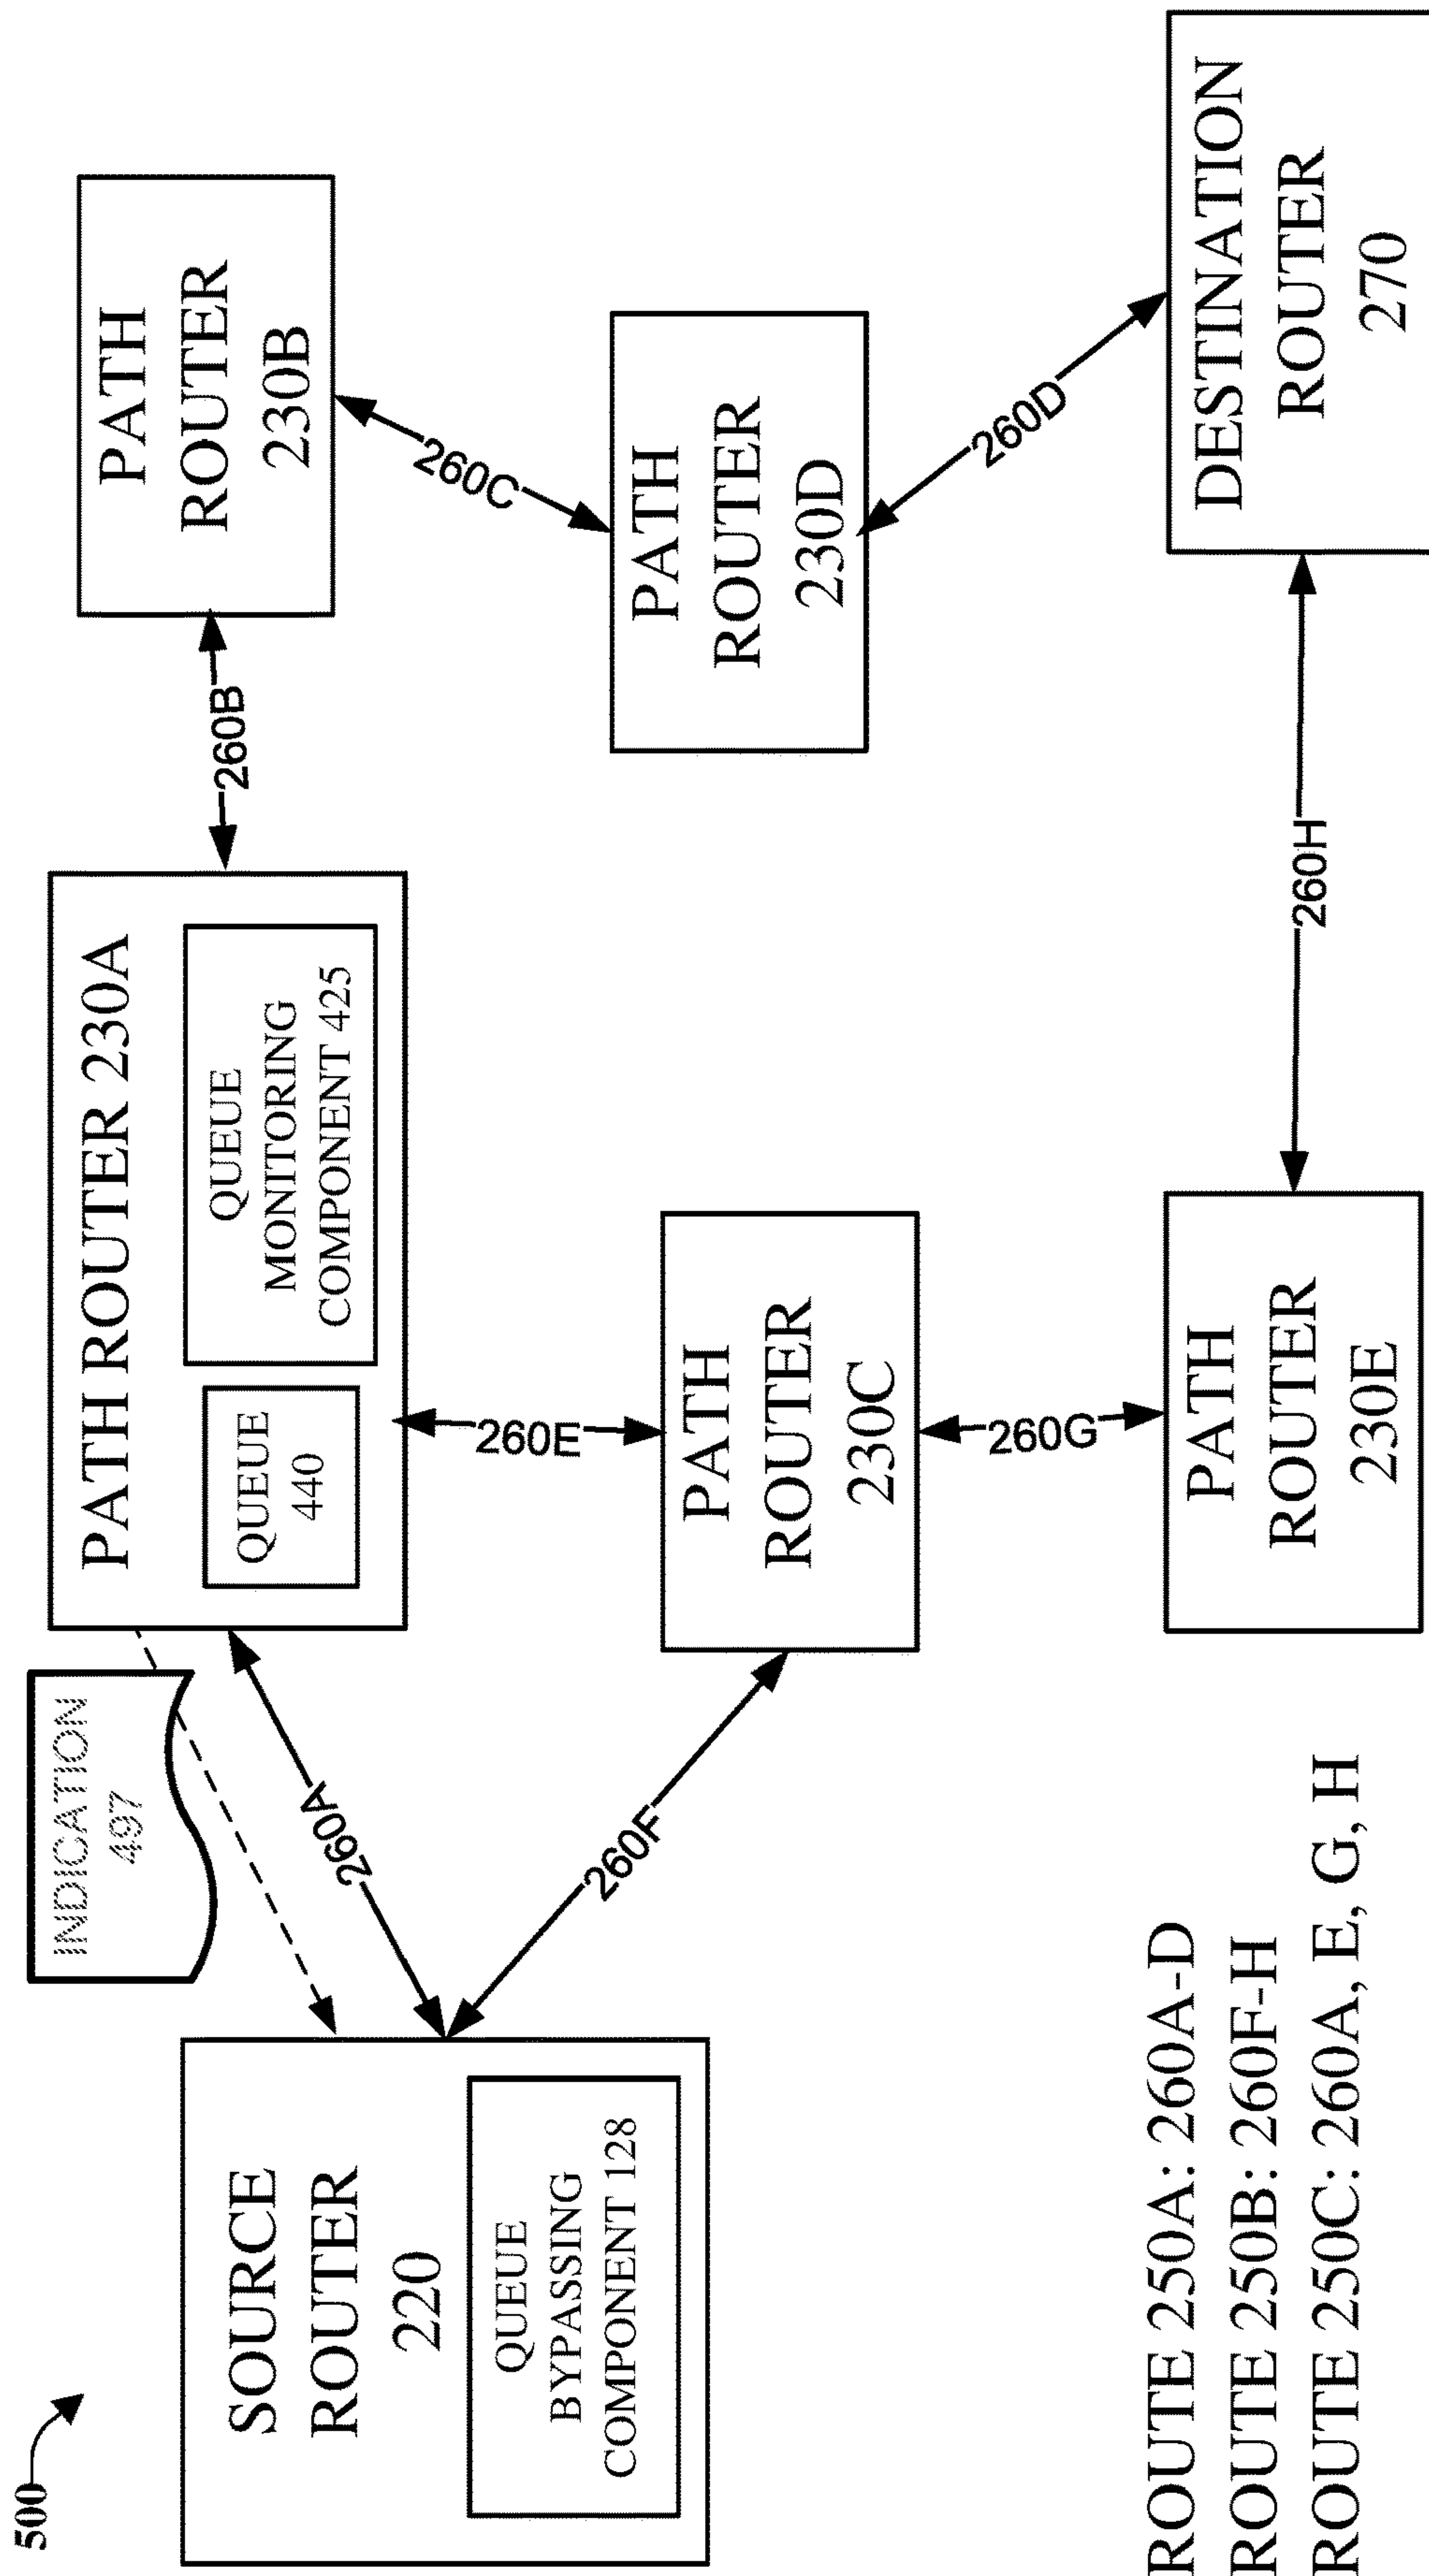 500
INDICATION
497
SOURCE
ROUTER
220
QUEUE
BYPASSING
COMPONENT 128
260A
260F
PATH ROUTER 230A
QUEUE
440
QUEUE
MONITORING
COMPONENT 425
260B
PATH
ROUTER
230B
260C
260E
PATH
ROUTER
230C
PATH
ROUTER
230D
260D
260G
PATH
ROUTER
230E
260H
DESTINATION
ROUTER
270
ROUTE 250A: 260A-D
ROUTE 250B: 260F-H
ROUTE 250C: 260A, E, G, H